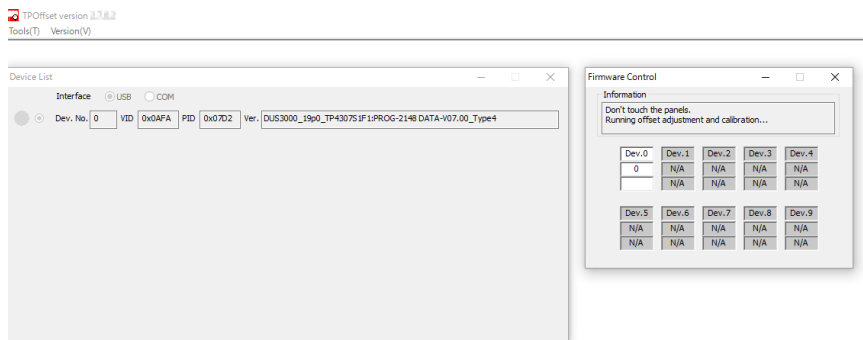 TPOffset version
Tools(T) Version(V)
Device List
Interface USB COM
Dev. No. 0 VID 0x0AFA PID 0x07D2 Ver. DUS3000_19p0_TP4307S1F1:PROG-2148 DATA-V07.00_Type4
Firmware Control
Information
Don't touch the panels.
Running offset adjustment and calibration...
Dev.0 Dev.1 Dev.2 Dev.3 Dev.4
0 N/A N/A N/A N/A
N/A N/A N/A N/A
Dev.5 Dev.6 Dev.7 Dev.8 Dev.9
N/A N/A N/A N/A N/A
N/A N/A N/A N/A N/A